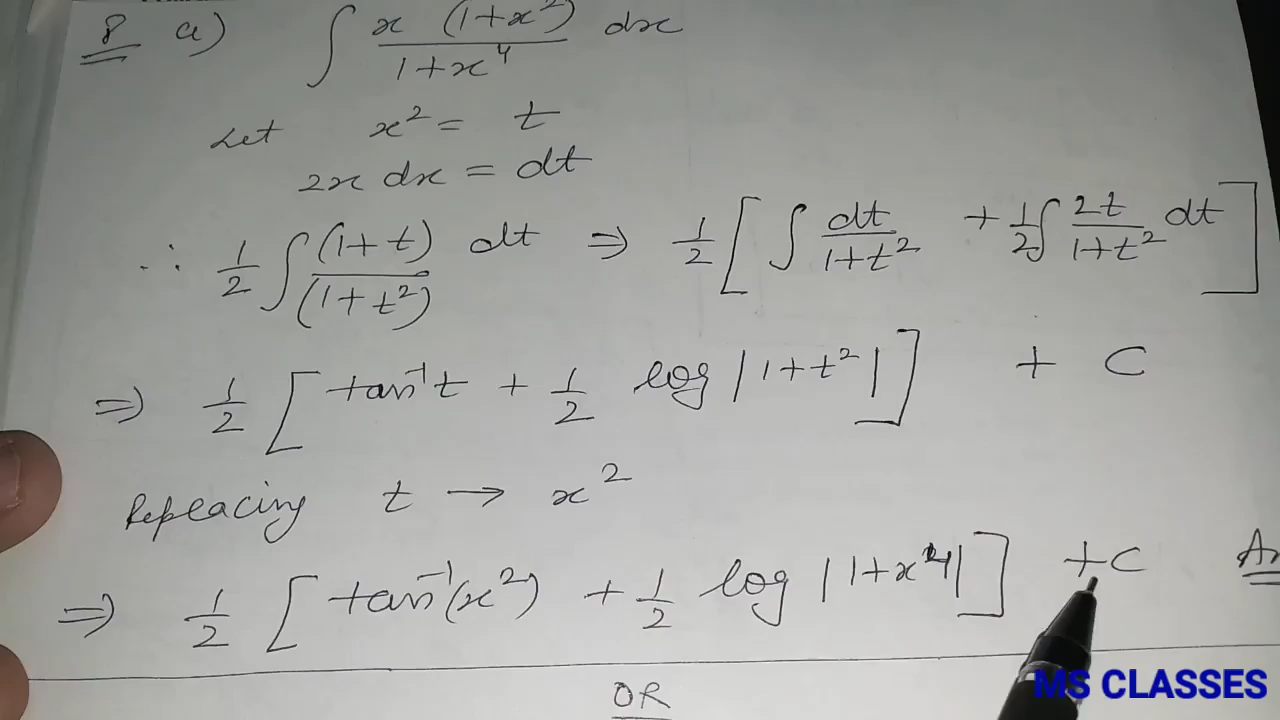 8 a) ∫ x (1+x²) / 1+x⁴ dx
Let x² = t
2x dx = dt
∴ 1/2 ∫ (1+t) / (1+t²) dt ⇒ 1/2 [ ∫ dt / 1+t² + 1/2 ∫ 2t / 1+t² dt ]
⇒ 1/2 [ tan⁻¹t + 1/2 log |1+t²| ] + C
Replacing t → x²
⇒ 1/2 [ tan⁻¹(x²) + 1/2 log |1+x⁴| ] + C
OR
MS CLASSES